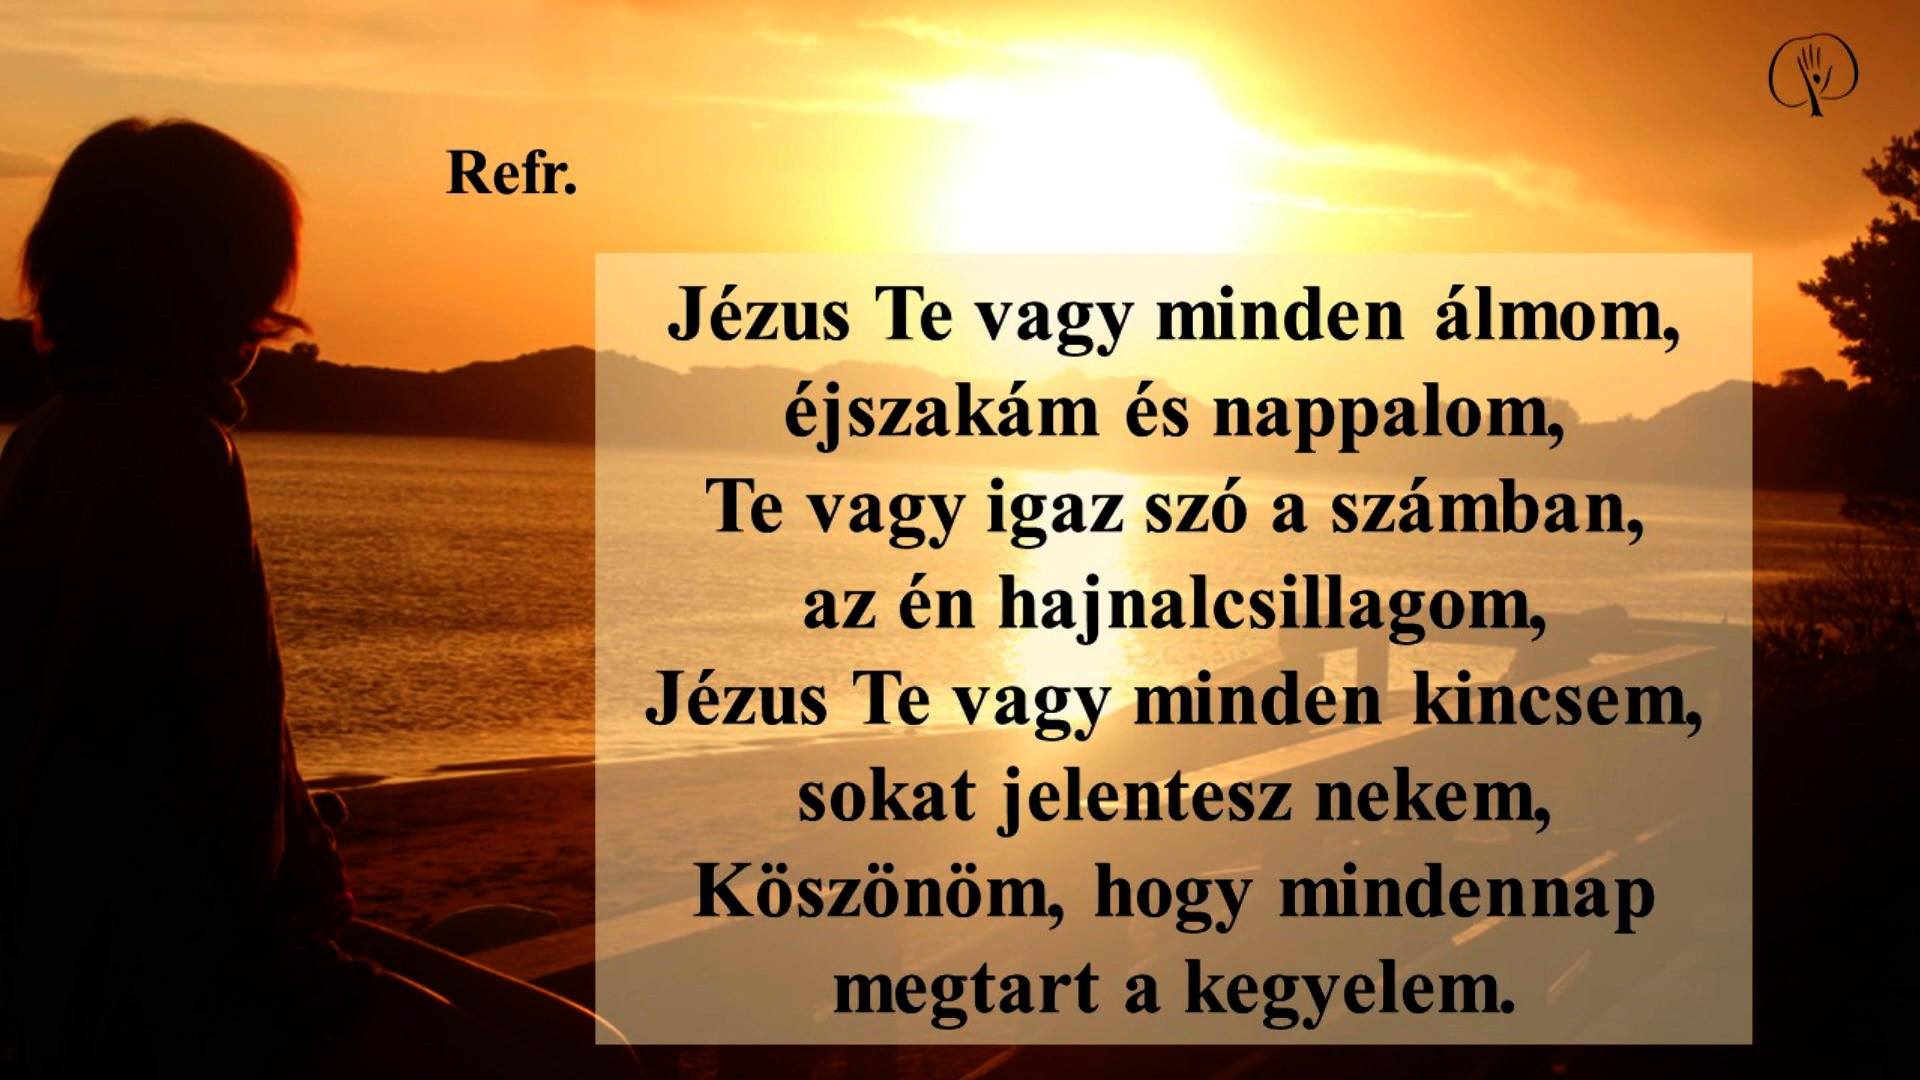 Refr.
Jézus Te vagy minden álmom,
éjszakám és nappalom,
Te vagy igaz szó a számban,
az én hajnalcsillagom,
Jézus Te vagy minden kincsem,
sokat jelentesz nekem,
Köszönöm, hogy mindennap
megtart a kegyelem.